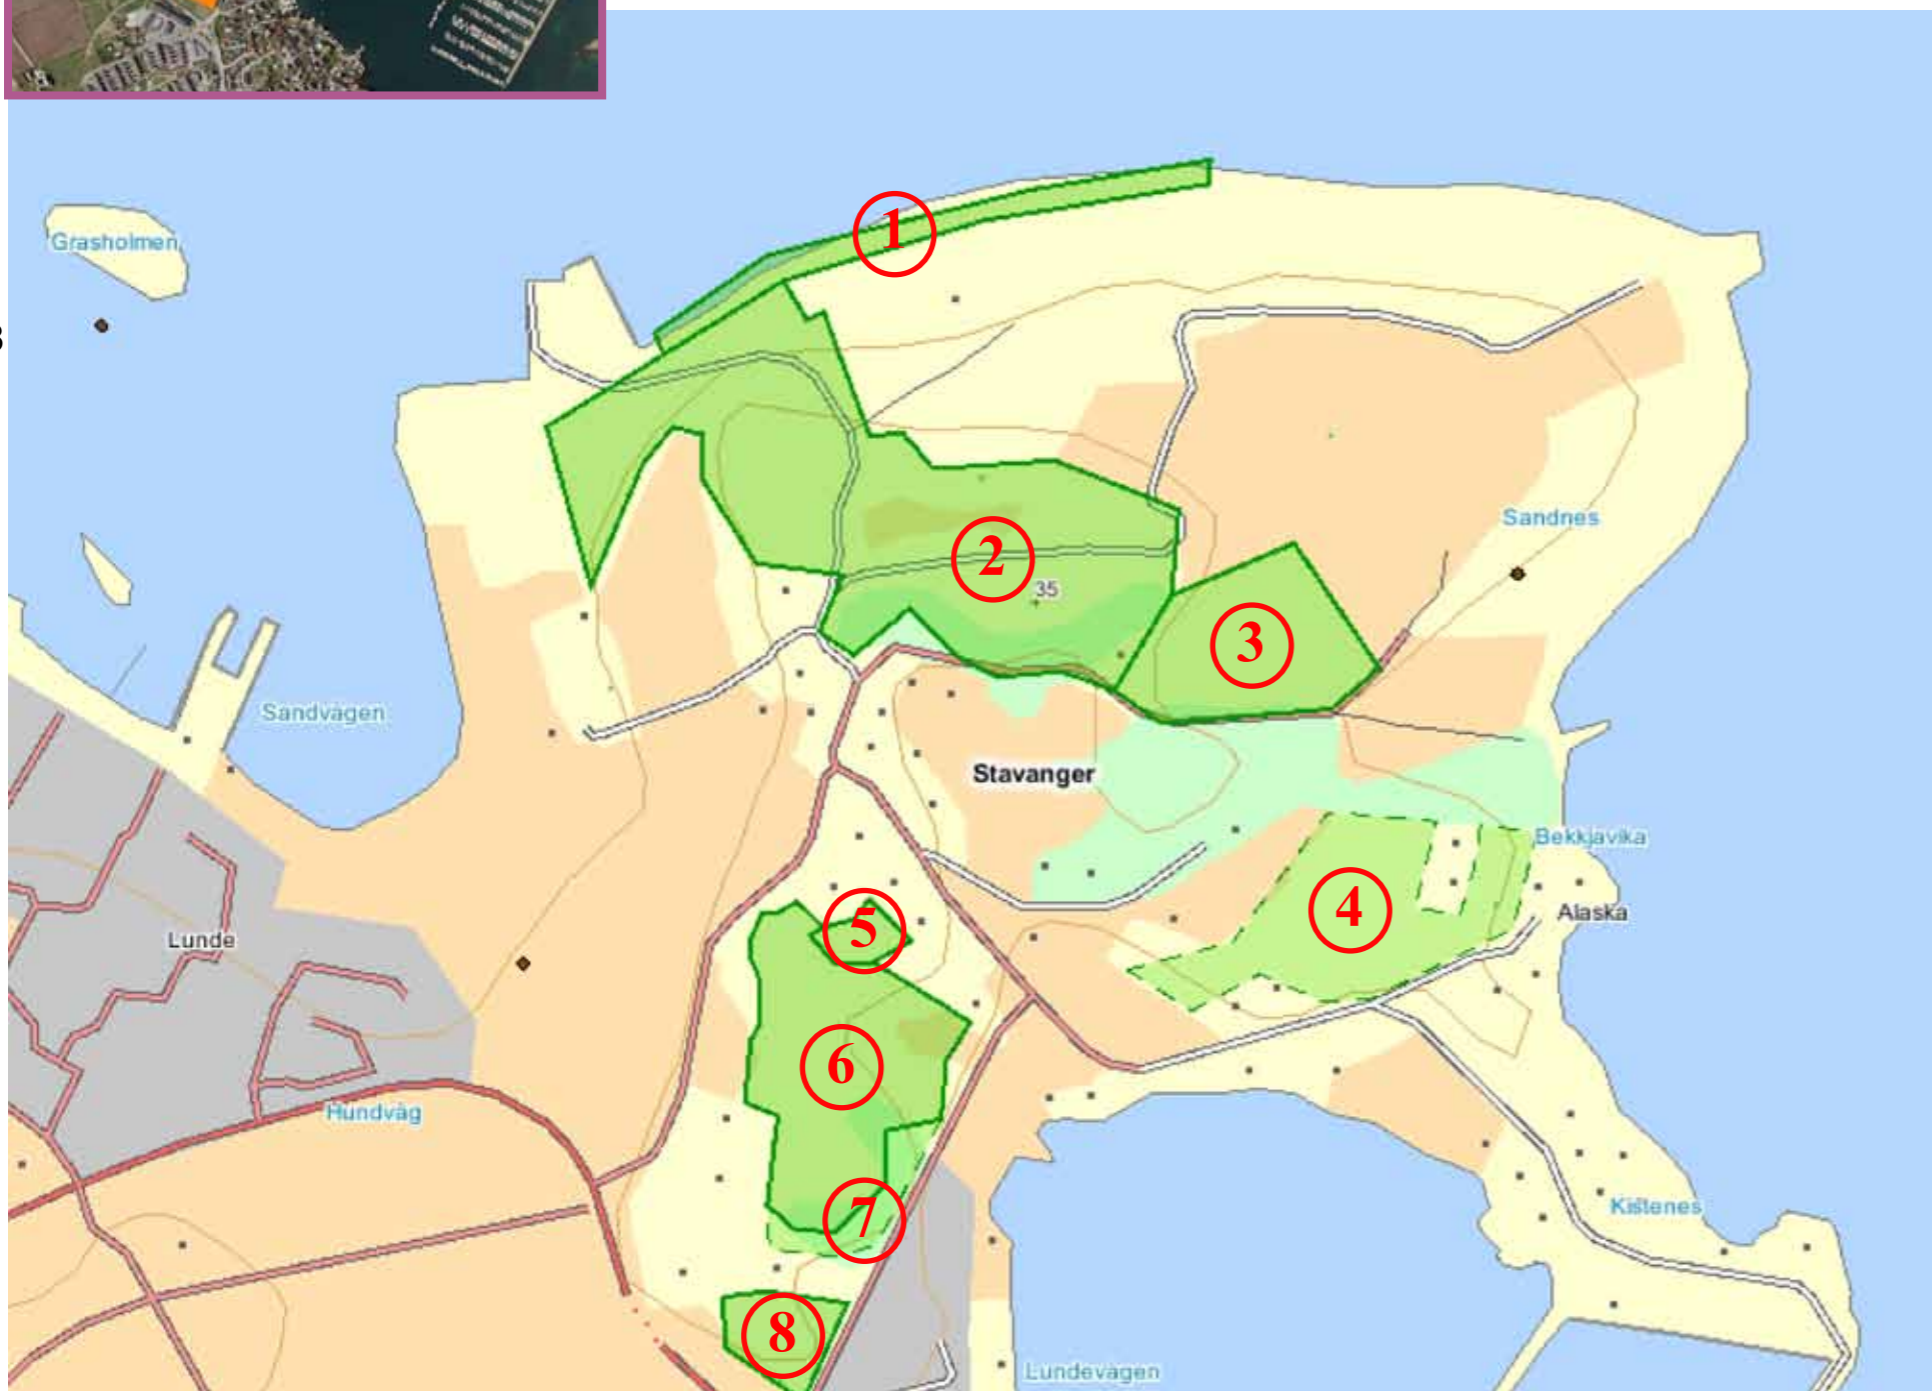 1
Grasholmen
3
Sandnes
2
35
3
Sandvågen
Stavanger
Bekkjavika
4
Alaska
5
Lunde
6
Hundvåg
Kistenes
7
8
Lundevågen